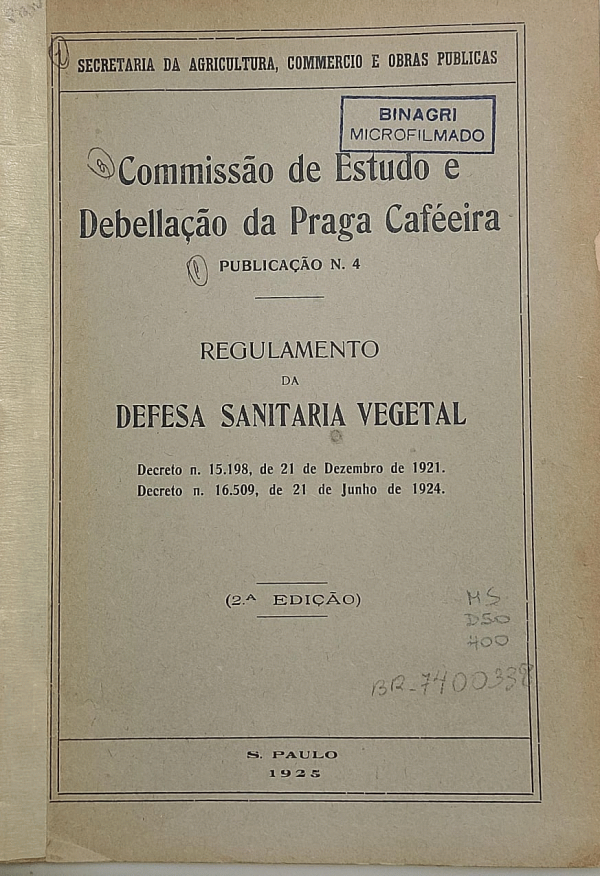 SECRETARIA DA AGRICULTURA, COMMERCIO E OBRAS PUBLICAS
BINAGRI
MICROFILMADO
Commissão de Estudo e
Debellação da Praga Caféeira
PUBLICAÇÃO N. 4
REGULAMENTO
DA
DEFESA SANITARIA VEGETAL
Decreto n. 15.198, de 21 de Dezembro de 1921.
Decreto n. 16.509, de 21 de Junho de 1924.
(2.ª EDIÇÃO)
MS
D50
400
BR-7400338
S. PAULO
1925